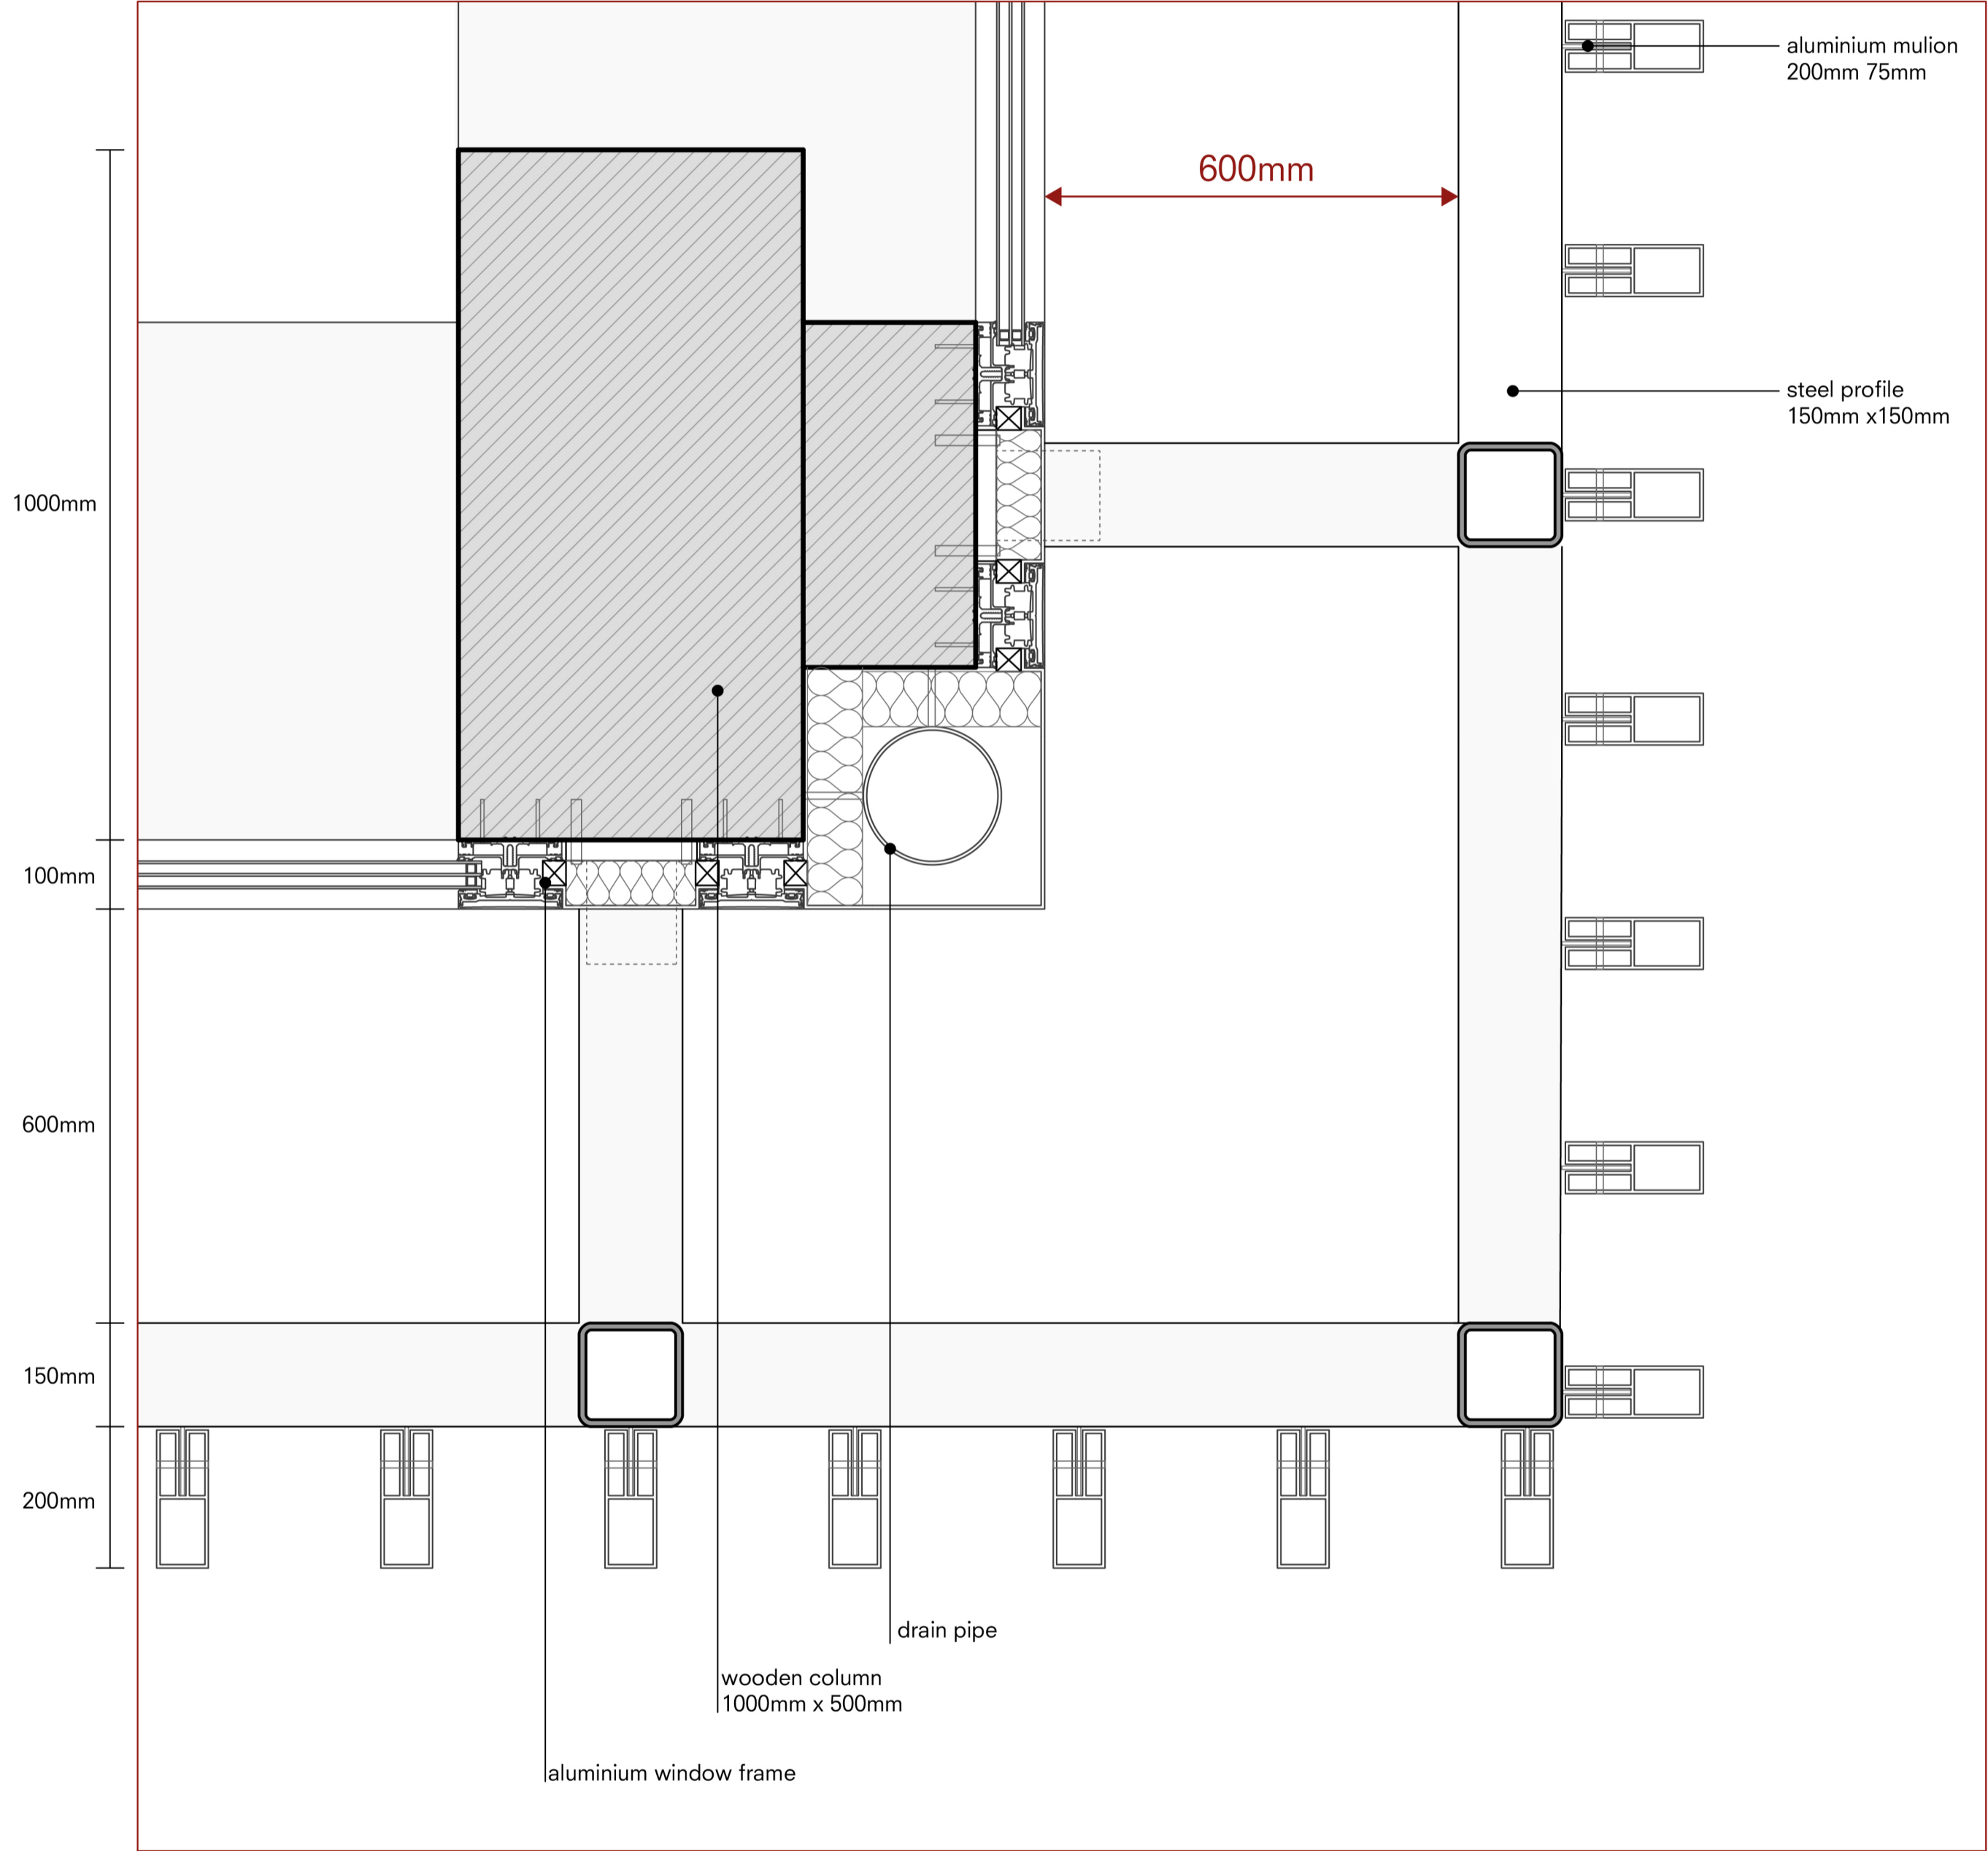 aluminium mulion
200mm 75mm
600mm
steel profile
150mm x150mm
1000mm
100mm
600mm
150mm
200mm
drain pipe
wooden column
1000mm x 500mm
aluminium window frame